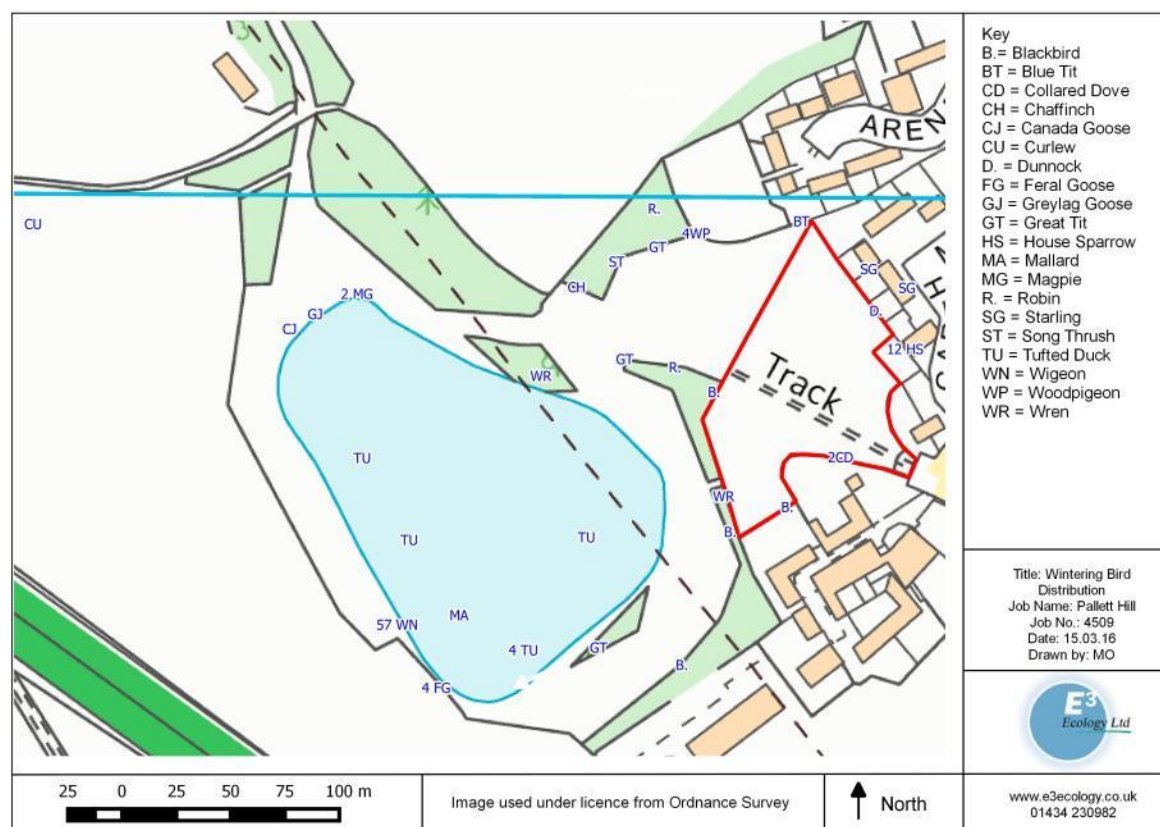 3
AREN
CU
R.
BT
4WP
GT
ST
SG
CH
SG
2 MG
GJ
D.
CJ
12 HS
GT
R.
WR
B.
Track
TU
2CD
WR
B.
B.
TU
TU
MA
57 WN
4 TU
GT
B.
4 FG
Key
B.= Blackbird
BT = Blue Tit
CD = Collared Dove
CH = Chaffinch
CJ = Canada Goose
CU = Curlew
D. = Dunnock
FG = Feral Goose
GJ = Greylag Goose
GT = Great Tit
HS = House Sparrow
MA = Mallard
MG = Magpie
R. = Robin
SG = Starling
ST = Song Thrush
TU = Tufted Duck
WN = Wigeon
WP = Woodpigeon
WR = Wren
Title: Wintering Bird
Distribution
Job Name: Pallett Hill
Job No.: 4509
Date: 15.03.16
Drawn by: MO
E³
Ecology Ltd
25 0 25 50 75 100 m
Image used under licence from Ordnance Survey
North
www.e3ecology.co.uk
01434 230982